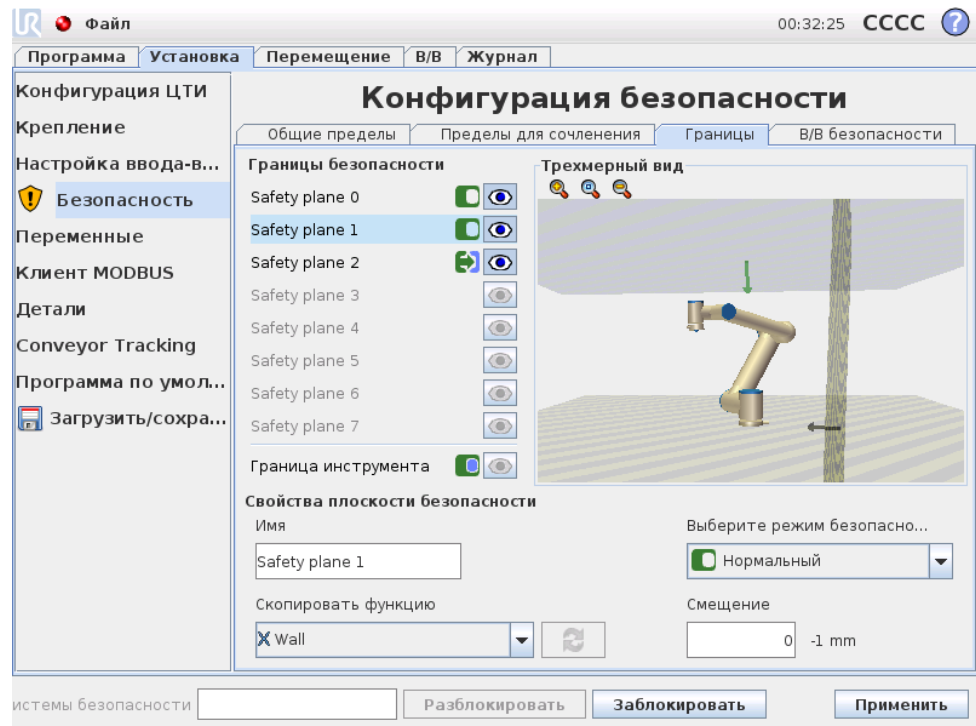 UR Файл 00:32:25 CCCC ?
Программа Установка Перемещение В/В Журнал
Конфигурация ЦТИ
Крепление
Настройка ввода-в...
Безопасность
Переменные
Клиент MODBUS
Детали
Conveyor Tracking
Программа по умол...
Загрузить/сохра...
Конфигурация безопасности
Общие пределы Пределы для сочленения Границы В/В безопасности
Границы безопасности
Safety plane 0
Safety plane 1
Safety plane 2
Safety plane 3
Safety plane 4
Safety plane 5
Safety plane 6
Safety plane 7
Граница инструмента
Трехмерный вид
Свойства плоскости безопасности
Имя
Safety plane 1
Выберите режим безопасно...
Нормальный
Скопировать функцию
Wall
Смещение
0 -1 mm
истемы безопасности Разблокировать Заблокировать Применить